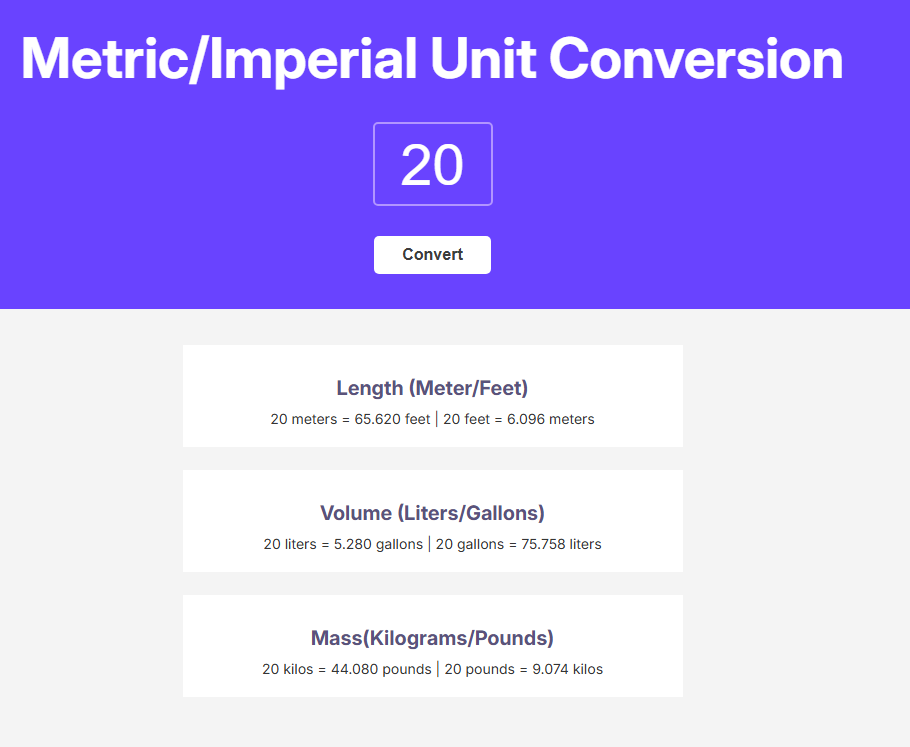 Metric/Imperial Unit Conversion
20
Convert
Length (Meter/Feet)
20 meters = 65.620 feet | 20 feet = 6.096 meters
Volume (Liters/Gallons)
20 liters = 5.280 gallons | 20 gallons = 75.758 liters
Mass(Kilograms/Pounds)
20 kilos = 44.080 pounds | 20 pounds = 9.074 kilos